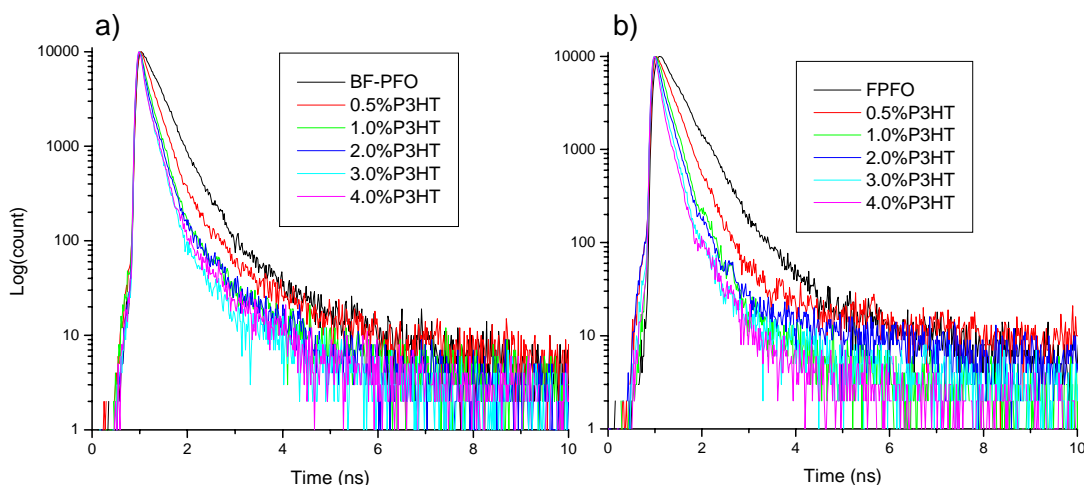 a)
10000
1000
100
10
1
Log(count)
BF-PFO
0.5%P3HT
1.0%P3HT
2.0%P3HT
3.0%P3HT
4.0%P3HT
0 2 4 6 8 10
Time (ns)
b)
10000
1000
100
10
1
FPFO
0.5%P3HT
1.0%P3HT
2.0%P3HT
3.0%P3HT
4.0%P3HT
0 2 4 6 8 10
Time (ns)